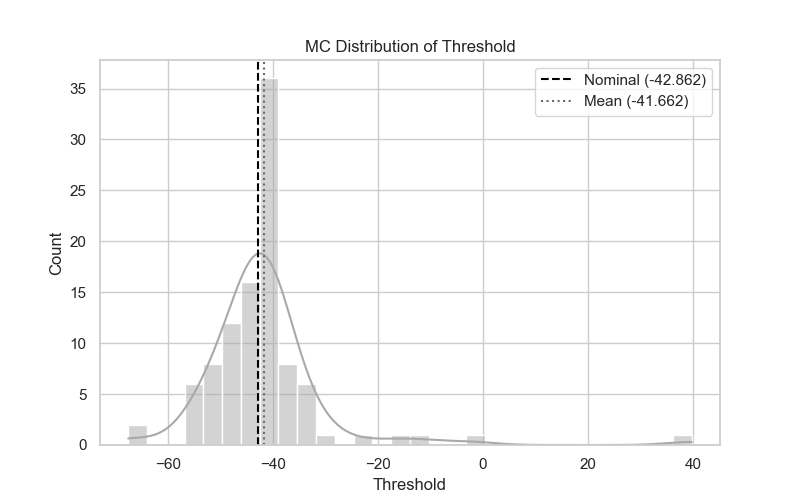 MC Distribution of Threshold
Nominal (-42.862)
Mean (-41.662)
Count
35
30
25
20
15
10
5
0
−60
−40
−20
0
20
40
Threshold